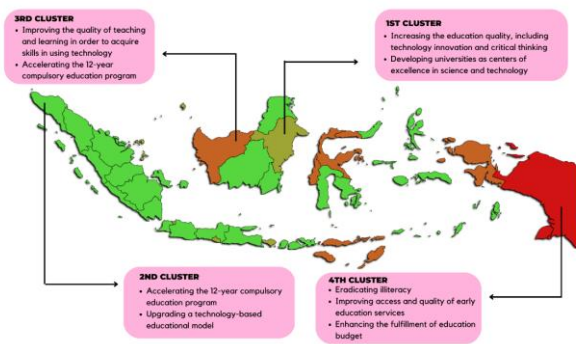 3RD CLUSTER
• Improving the quality of teaching
and learning in order to acquire
skills in using technology
• Accelerating the 12-year
compulsory education program
1ST CLUSTER
• Increasing the education quality, including
technology innovation and critical thinking
• Developing universities as centers of
excellence in science and technology
2ND CLUSTER
• Accelerating the 12-year compulsory
education program
• Upgrading a technology-based
educational model
4TH CLUSTER
• Eradicating illiteracy
• Improving access and quality of early
education services
• Enhancing the fulfillment of education
budget